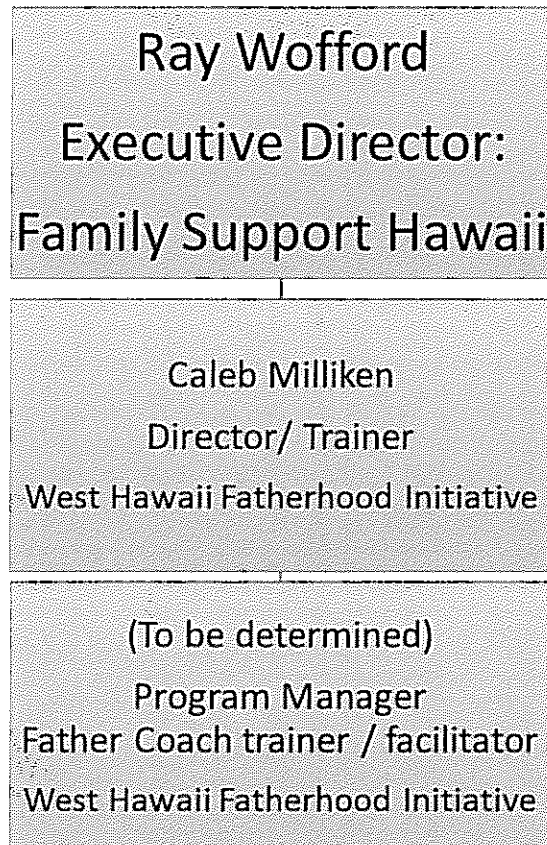 Ray Wofford
Executive Director:
Family Support Hawaii
Caleb Milliken
Director/ Trainer
West Hawaii Fatherhood Initiative
(To be determined)
Program Manager
Father Coach trainer / facilitator
West Hawaii Fatherhood Initiative